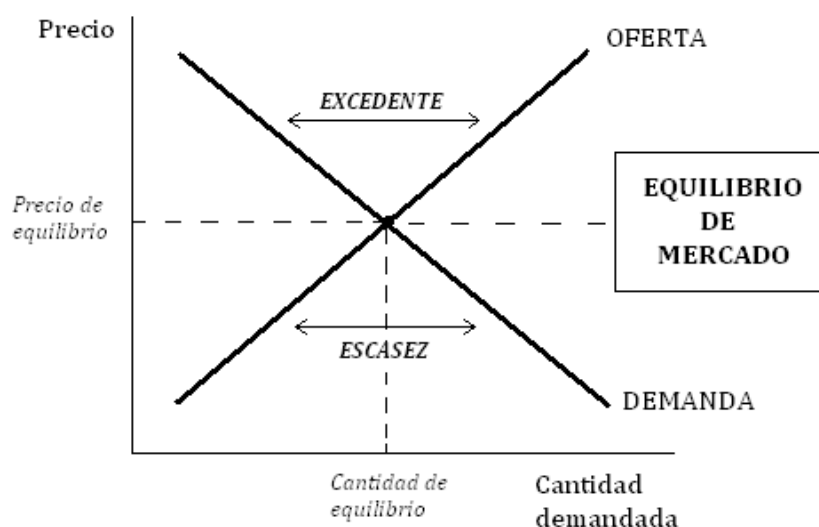 Precio
OFERTA
EXCEDENTE
Precio de
equilibrio
EQUILIBRIO
DE
MERCADO
ESCASEZ
DEMANDA
Cantidad de
equilibrio
Cantidad
demandada